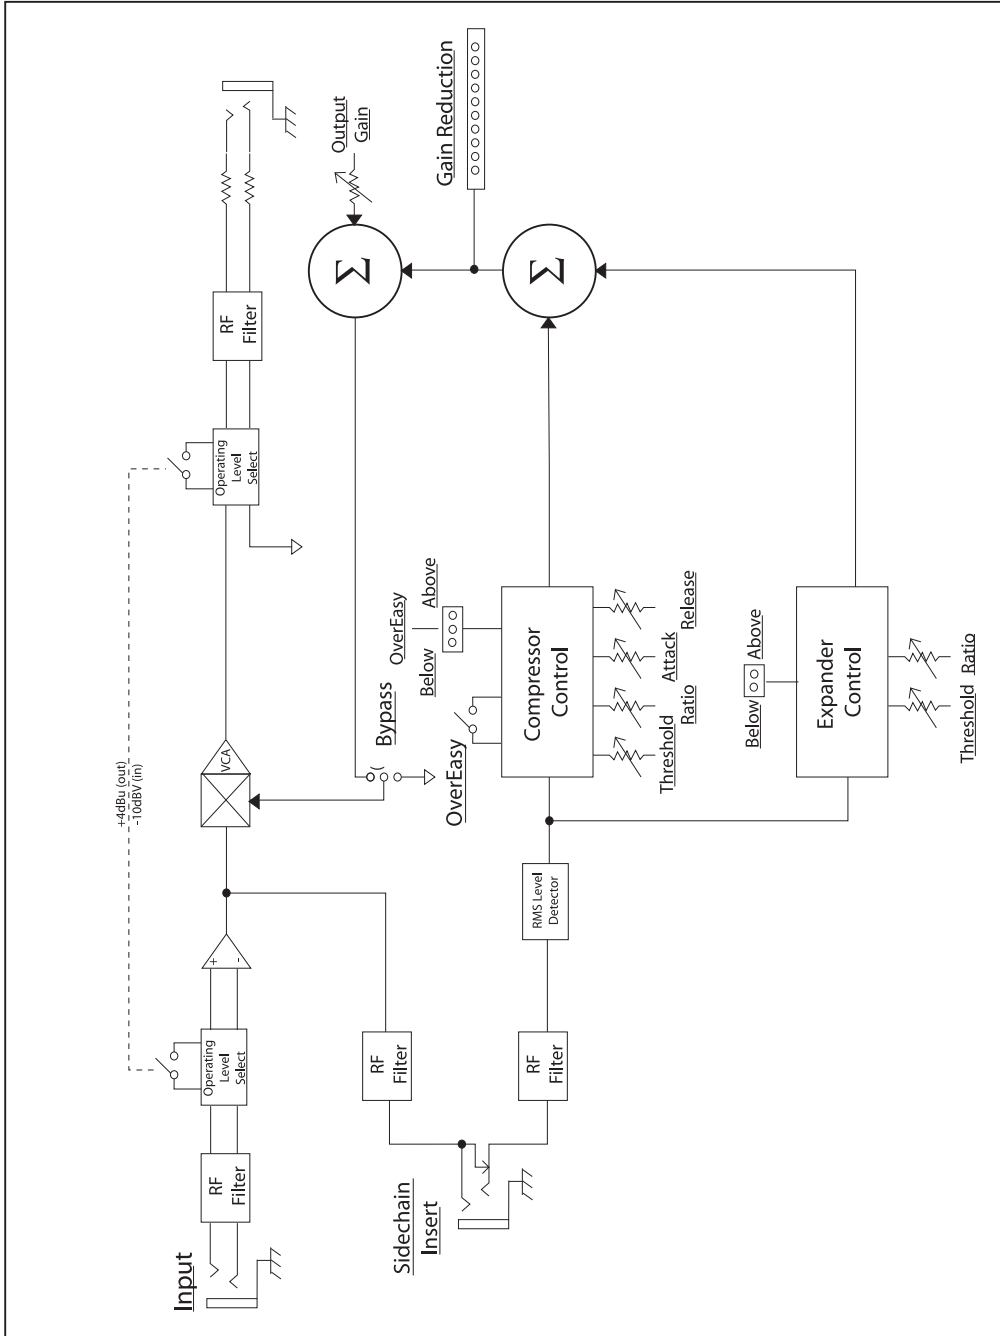 Input
RF
Filter
Operating
Level
Select
+
-
+4dBu (out)
-10dBV (in)
VCA
Operating
Level
Select
RF
Filter
Sidechain
Insert
RF
Filter
RF
Filter
RMS Level
Detector
Bypass
OverEasy
Below
OverEasy
Above
Compressor
Control
Threshold
Ratio
Attack
Release
Below
Above
Expander
Control
Threshold
Ratio
Σ
Σ
Output
Gain
Gain Reduction